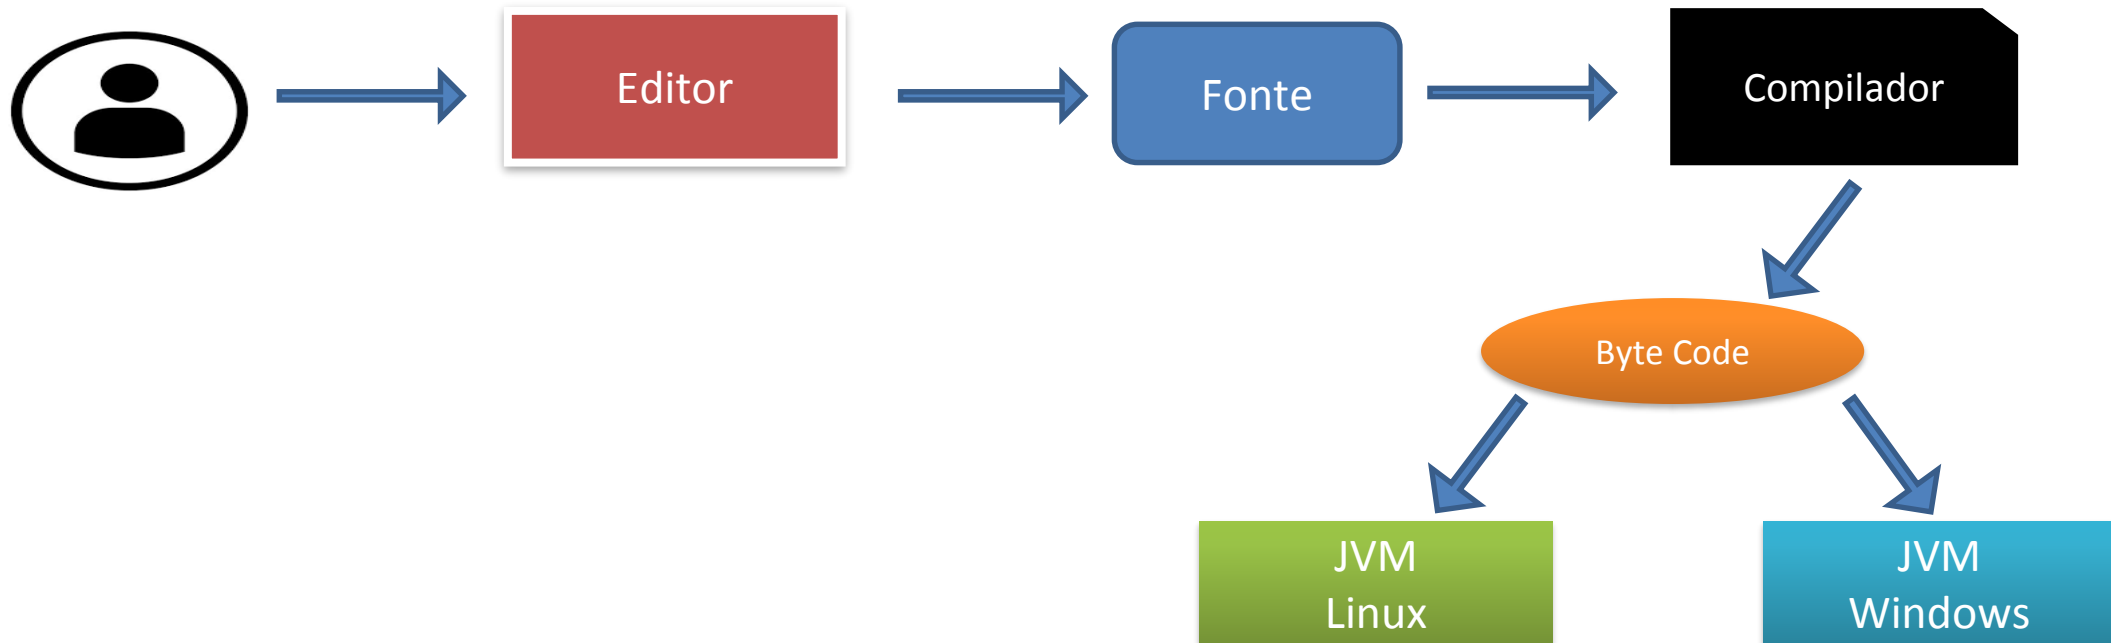 Editor
Fonte
Compilador
Byte Code
JVM
Linux
JVM
Windows